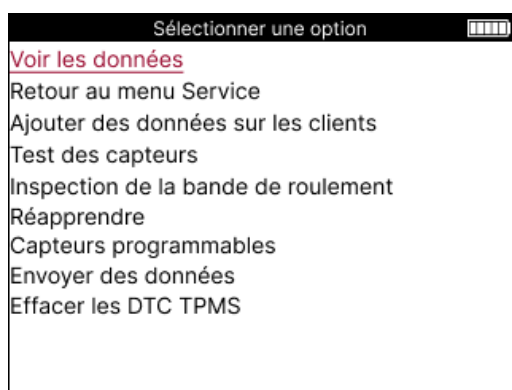 Sélectionner une option
Voir les données
Retour au menu Service
Ajouter des données sur les clients
Test des capteurs
Inspection de la bande de roulement
Réapprendre
Capteurs programmables
Envoyer des données
Effacer les DTC TPMS